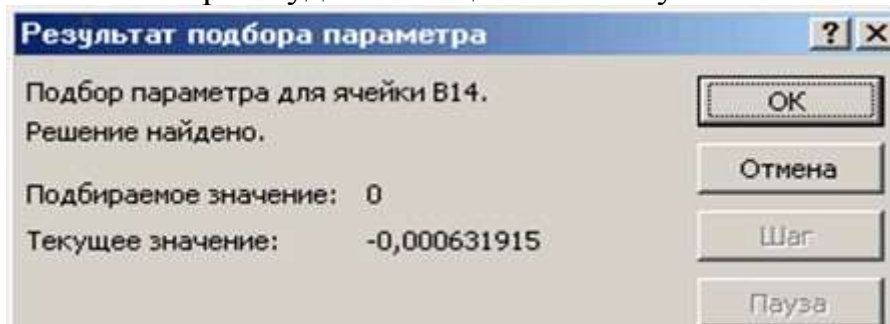 Результат подбора параметра
Подбор параметра для ячейки B14.
Решение найдено.
Подбираемое значение: 0
Текущее значение: -0,000631915
ОК
Отмена
Шаг
Пауза